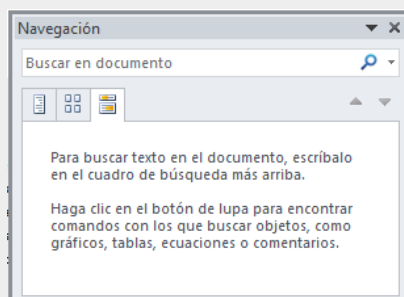 Navegación
Buscar en documento
Para buscar texto en el documento, escríbalo
en el cuadro de búsqueda más arriba.
Haga clic en el botón de lupa para encontrar
comandos con los que buscar objetos, como
gráficos, tablas, ecuaciones o comentarios.